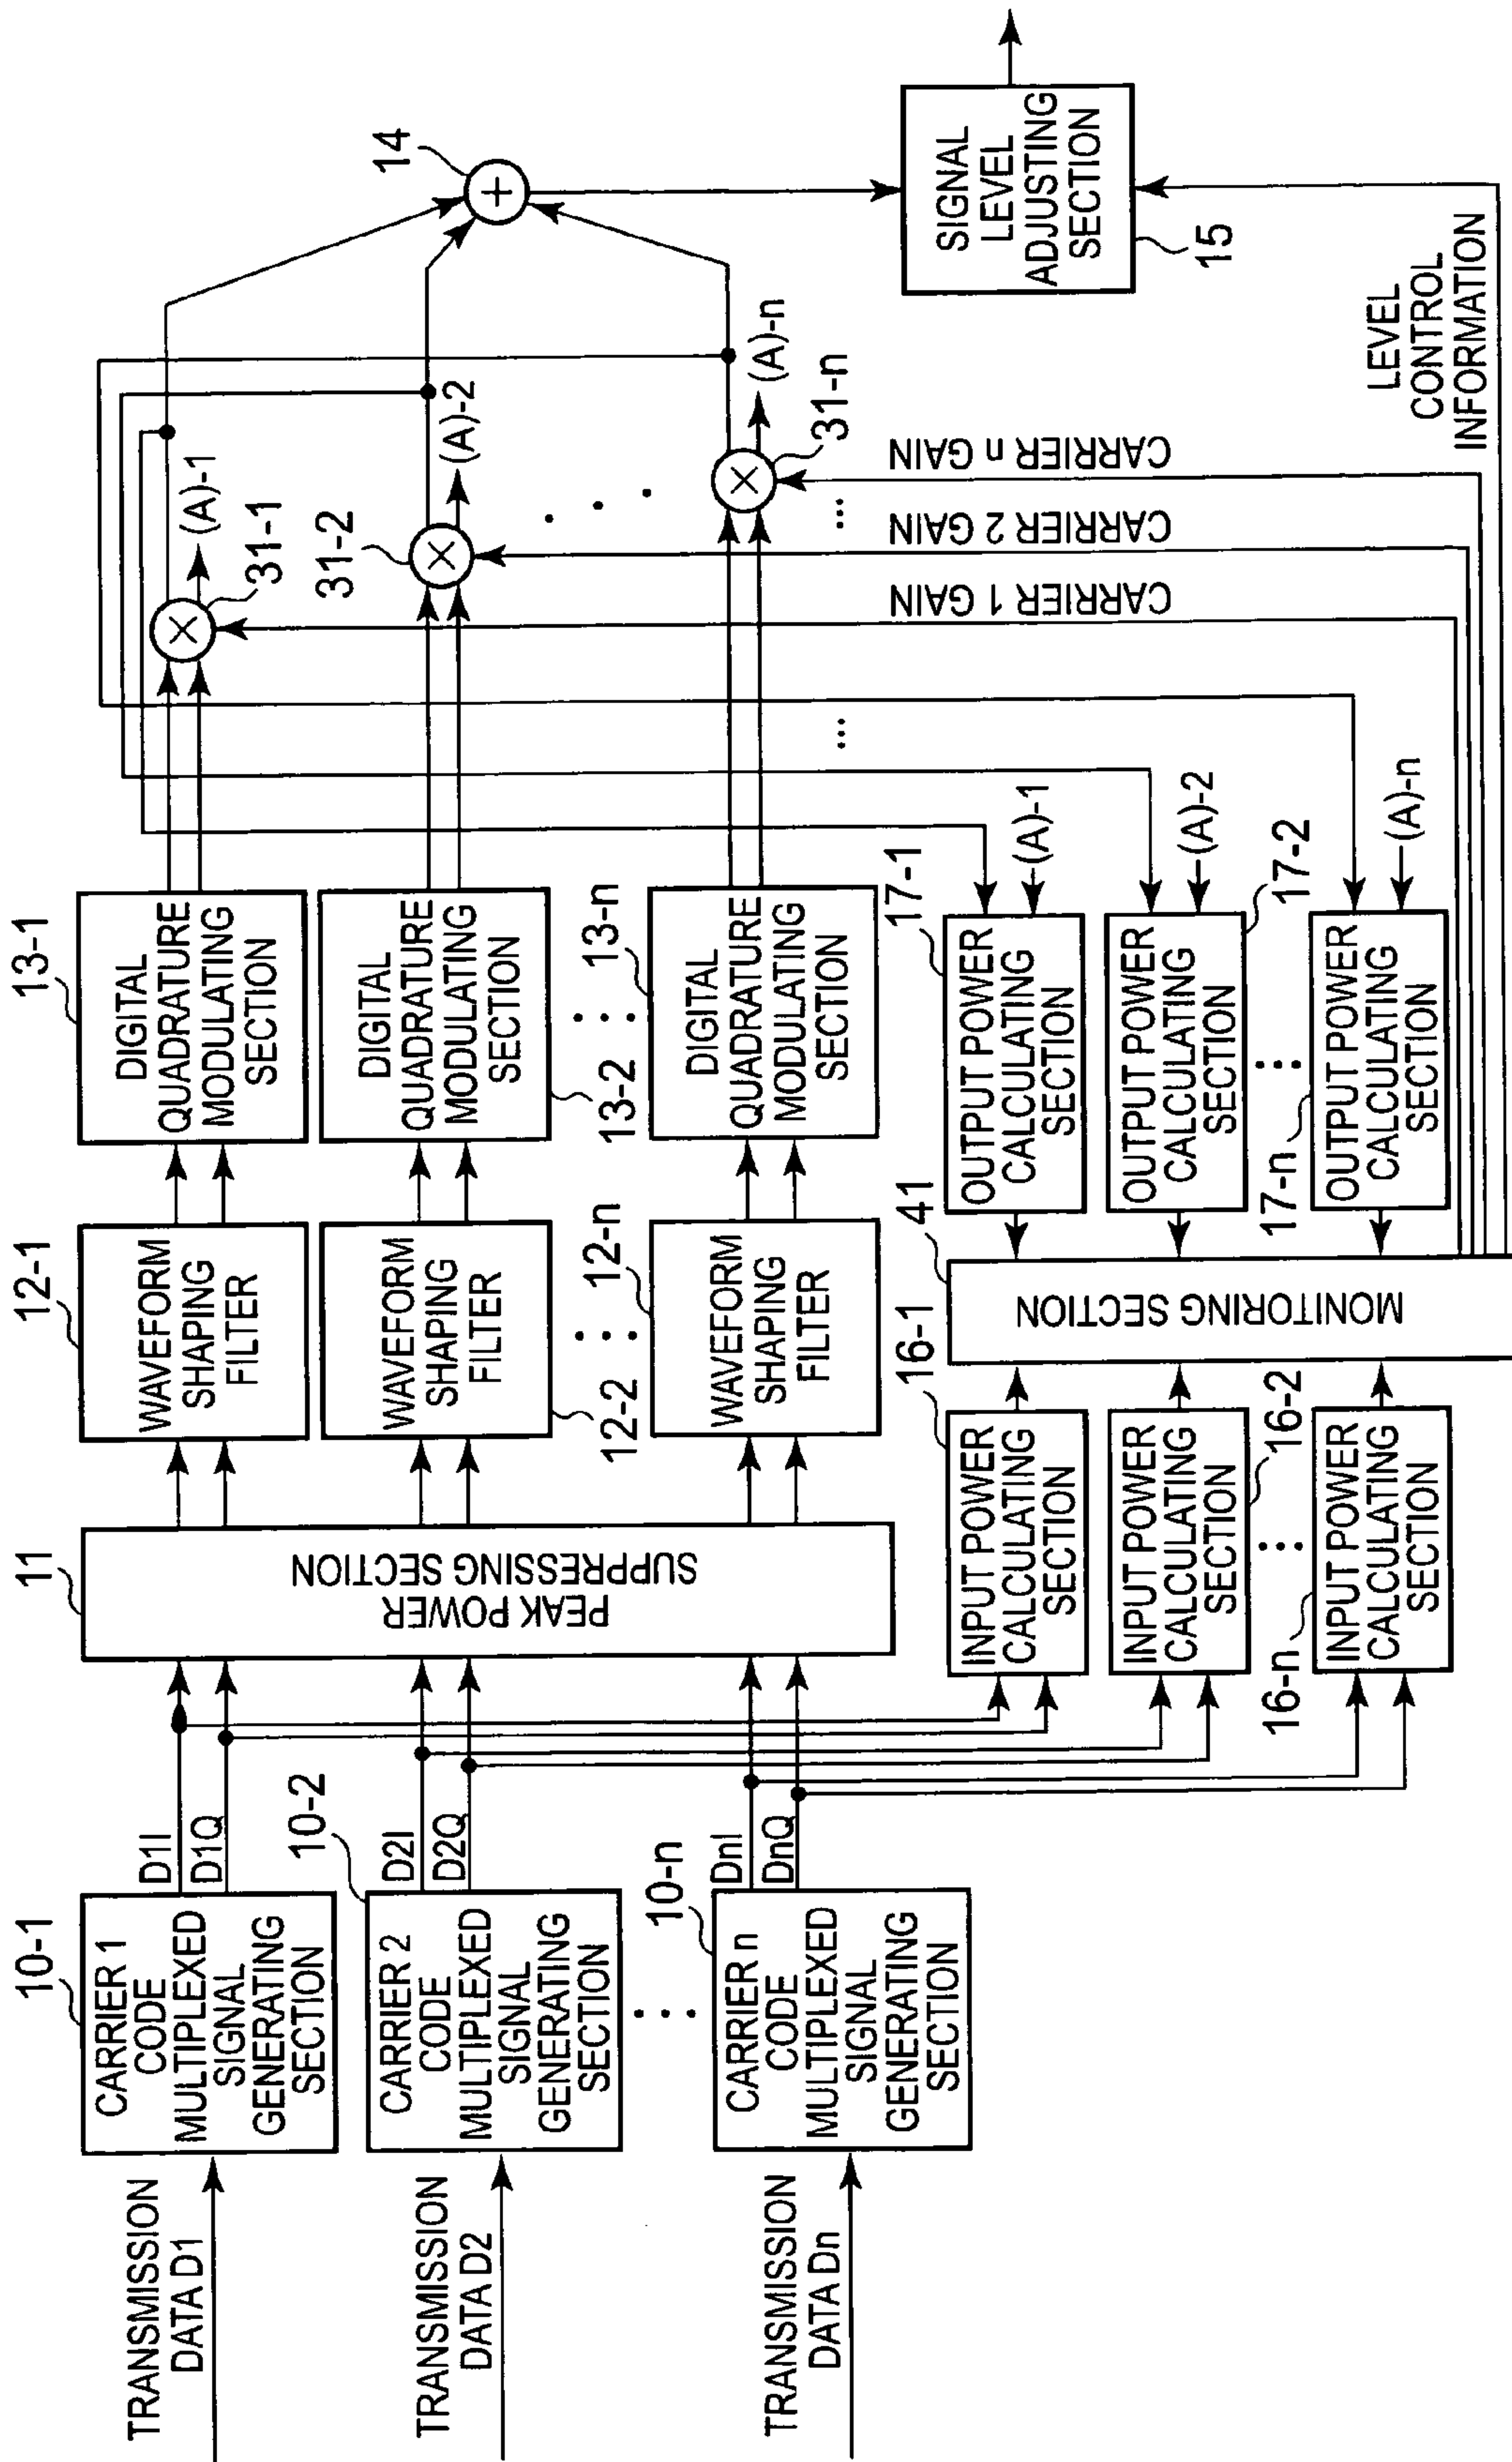 TRANSMISSION
DATA D1
10-1
CARRIER 1
CODE
MULTIPLEXED
SIGNAL
GENERATING
SECTION
D1I
D1Q
TRANSMISSION
DATA D2
10-2
CARRIER 2
CODE
MULTIPLEXED
SIGNAL
GENERATING
SECTION
D2I
D2Q
TRANSMISSION
DATA Dn
10-n
CARRIER n
CODE
MULTIPLEXED
SIGNAL
GENERATING
SECTION
DnI
DnQ
11
PEAK POWER
SUPPRESSING SECTION
12-1
WAVEFORM
SHAPING
FILTER
WAVEFORM
SHAPING
FILTER
12-2
12-n
WAVEFORM
SHAPING
FILTER
13-1
DIGITAL
QUADRATURE
MODULATING
SECTION
DIGITAL
QUADRATURE
MODULATING
SECTION
13-2
13-n
DIGITAL
QUADRATURE
MODULATING
SECTION
(A)-1
31-1
31-2
(A)-2
(A)-n
31-n
14
+
SIGNAL
LEVEL
ADJUSTING
SECTION
15
CARRIER 1 GAIN
CARRIER 2 GAIN
CARRIER n GAIN
LEVEL
CONTROL
INFORMATION
16-1
INPUT POWER
CALCULATING
SECTION
INPUT POWER
CALCULATING
SECTION
16-2
16-n
INPUT POWER
CALCULATING
SECTION
41
MONITORING SECTION
17-1
OUTPUT POWER
CALCULATING
SECTION
(A)-1
OUTPUT POWER
CALCULATING
SECTION
(A)-2
17-2
17-n
OUTPUT POWER
CALCULATING
SECTION
(A)-n